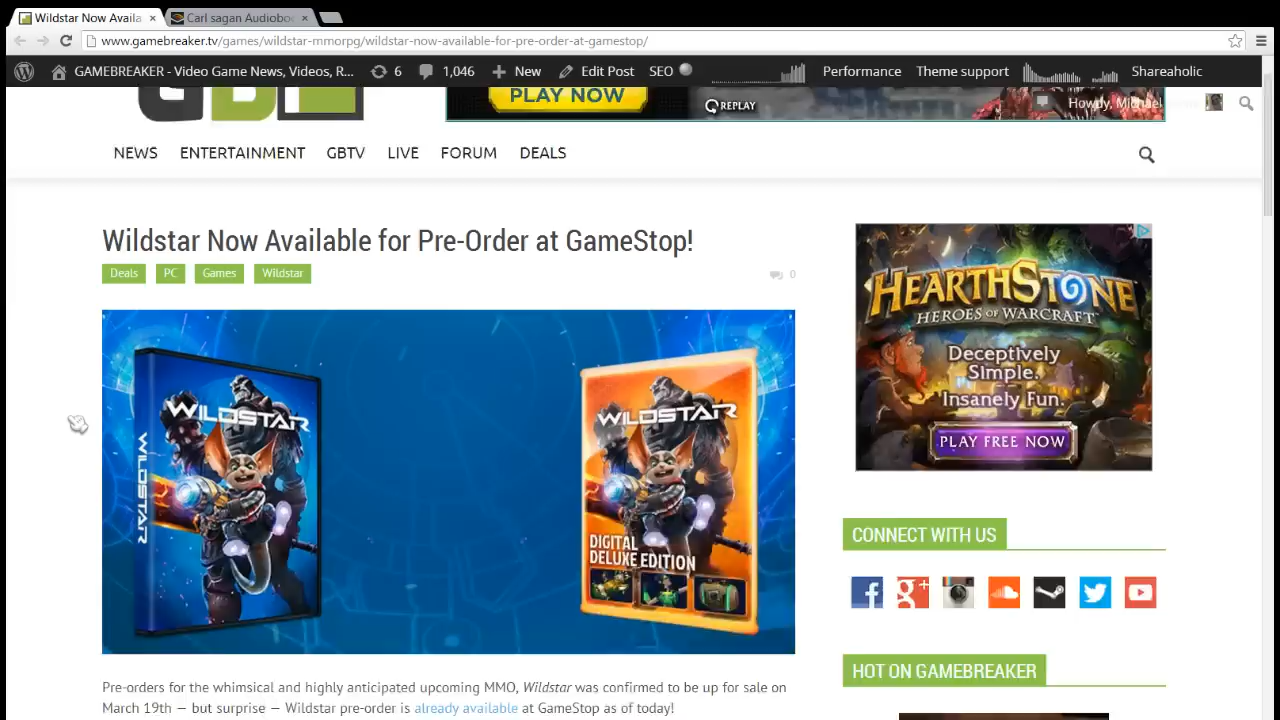 Wildstar Now Availa
Carl sagan Audiobo
www.gamebreaker.tv/games/wildstar-mmorpg/wildstar-now-available-for-pre-order-at-gamestop/
GAMEBREAKER - Video Game News, Videos, R... 6 1,046 New Edit Post SEO Performance Theme support Shareaholic
PLAY NOW
REPLAY
Howdy, Michael
NEWS ENTERTAINMENT GBTV LIVE FORUM DEALS
Wildstar Now Available for Pre-Order at GameStop!
Deals PC Games Wildstar
0
WILDSTAR
WILDSTAR
WILDSTAR
DIGITAL
DELUXE EDITION
HEARTHSTONE
HEROES OF WARCRAFT
Deceptively
Simple.
Insanely Fun.
PLAY FREE NOW
CONNECT WITH US
HOT ON GAMEBREAKER
Pre-orders for the whimsical and highly anticipated upcoming MMO, Wildstar was confirmed to be up for sale on
March 19th — but surprise — Wildstar pre-order is already available at GameStop as of today!